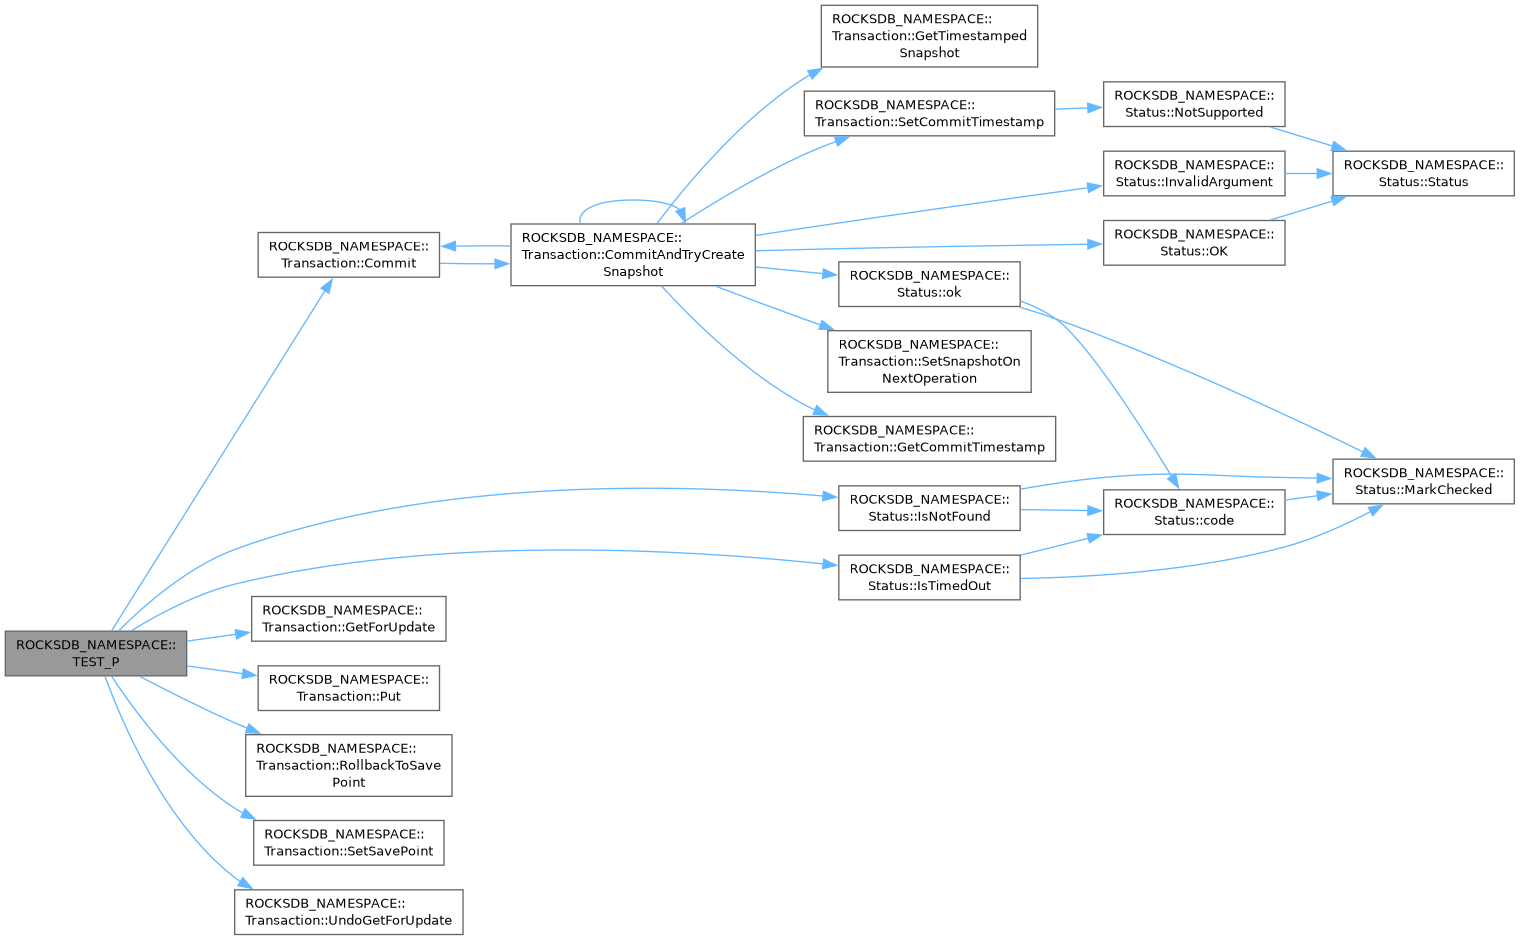 ROCKSDB_NAMESPACE::
Transaction::GetTimestamped
Snapshot
ROCKSDB_NAMESPACE::
Transaction::SetCommitTimestamp
ROCKSDB_NAMESPACE::
Status::NotSupported
ROCKSDB_NAMESPACE::
Status::InvalidArgument
ROCKSDB_NAMESPACE::
Status::Status
ROCKSDB_NAMESPACE::
Transaction::Commit
ROCKSDB_NAMESPACE::
Transaction::CommitAndTryCreate
Snapshot
ROCKSDB_NAMESPACE::
Status::OK
ROCKSDB_NAMESPACE::
Status::ok
ROCKSDB_NAMESPACE::
Transaction::SetSnapshotOn
NextOperation
ROCKSDB_NAMESPACE::
Transaction::GetCommitTimestamp
ROCKSDB_NAMESPACE::
Status::IsNotFound
ROCKSDB_NAMESPACE::
Status::code
ROCKSDB_NAMESPACE::
Status::MarkChecked
ROCKSDB_NAMESPACE::
Status::IsTimedOut
ROCKSDB_NAMESPACE::
TEST_P
ROCKSDB_NAMESPACE::
Transaction::GetForUpdate
ROCKSDB_NAMESPACE::
Transaction::Put
ROCKSDB_NAMESPACE::
Transaction::RollbackToSave
Point
ROCKSDB_NAMESPACE::
Transaction::SetSavePoint
ROCKSDB_NAMESPACE::
Transaction::UndoGetForUpdate